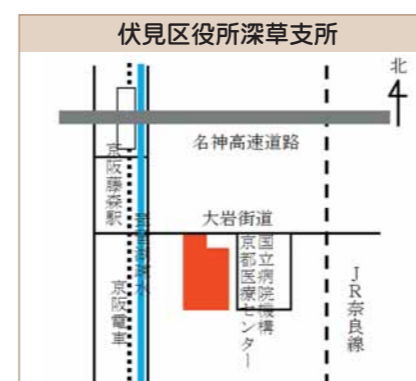 伏見区役所深草支所
北
名神高速道路
京阪藤森駅
大岩街道
国立病院機構
京都医療センター
京阪電車
JR奈良線